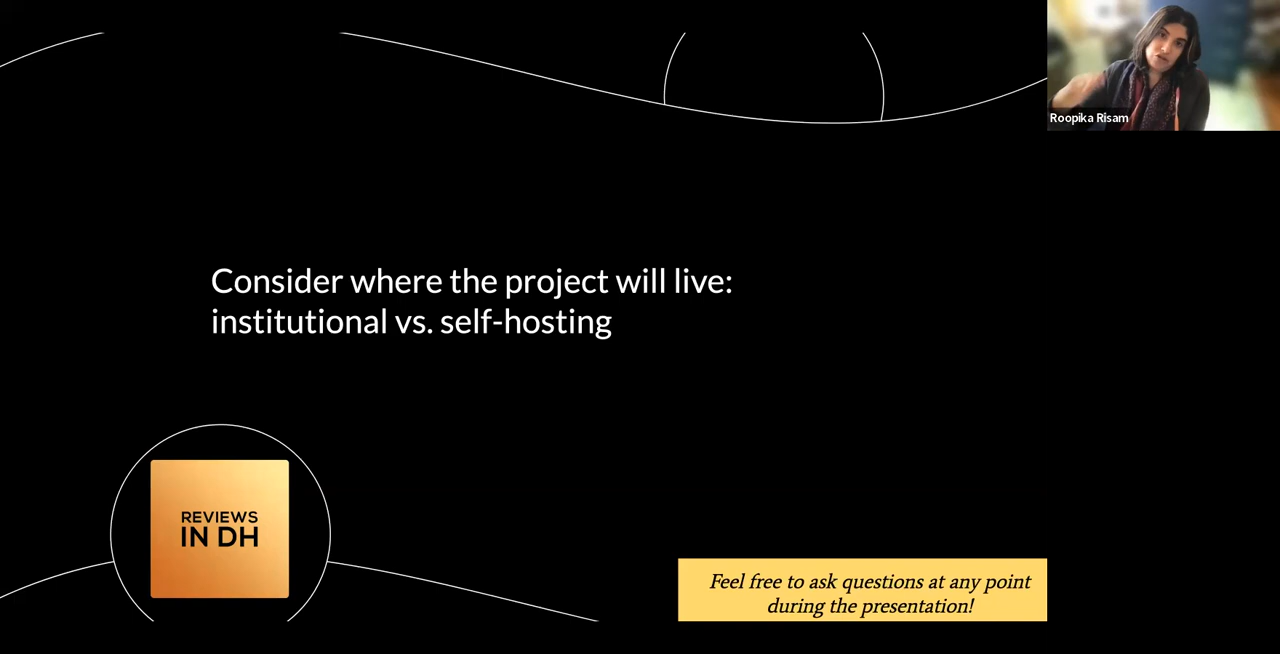 Roopika Risam
Consider where the project will live:
institutional vs. self-hosting
REVIEWS
IN DH
Feel free to ask questions at any point
during the presentation!